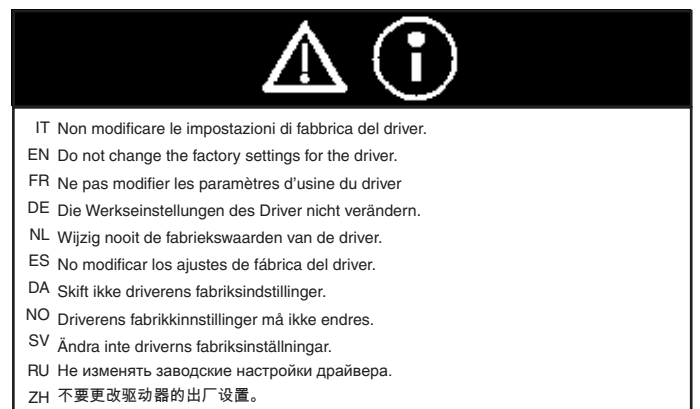 IT Non modificare le impostazioni di fabbrica del driver.
EN Do not change the factory settings for the driver.
FR Ne pas modifier les paramètres d'usine du driver
DE Die Werkseinstellungen des Driver nicht verändern.
NL Wijzig nooit de fabriekswaarden van de driver.
ES No modificar los ajustes de fábrica del driver.
DA Skift ikke driverens fabriksindstillinger.
NO Driverens fabrikkinnstillinger må ikke endres.
SV Ändra inte driverns fabriksinställningar.
RU Не изменять заводские настройки драйвера.
ZH 不要更改驱动器的出厂设置。